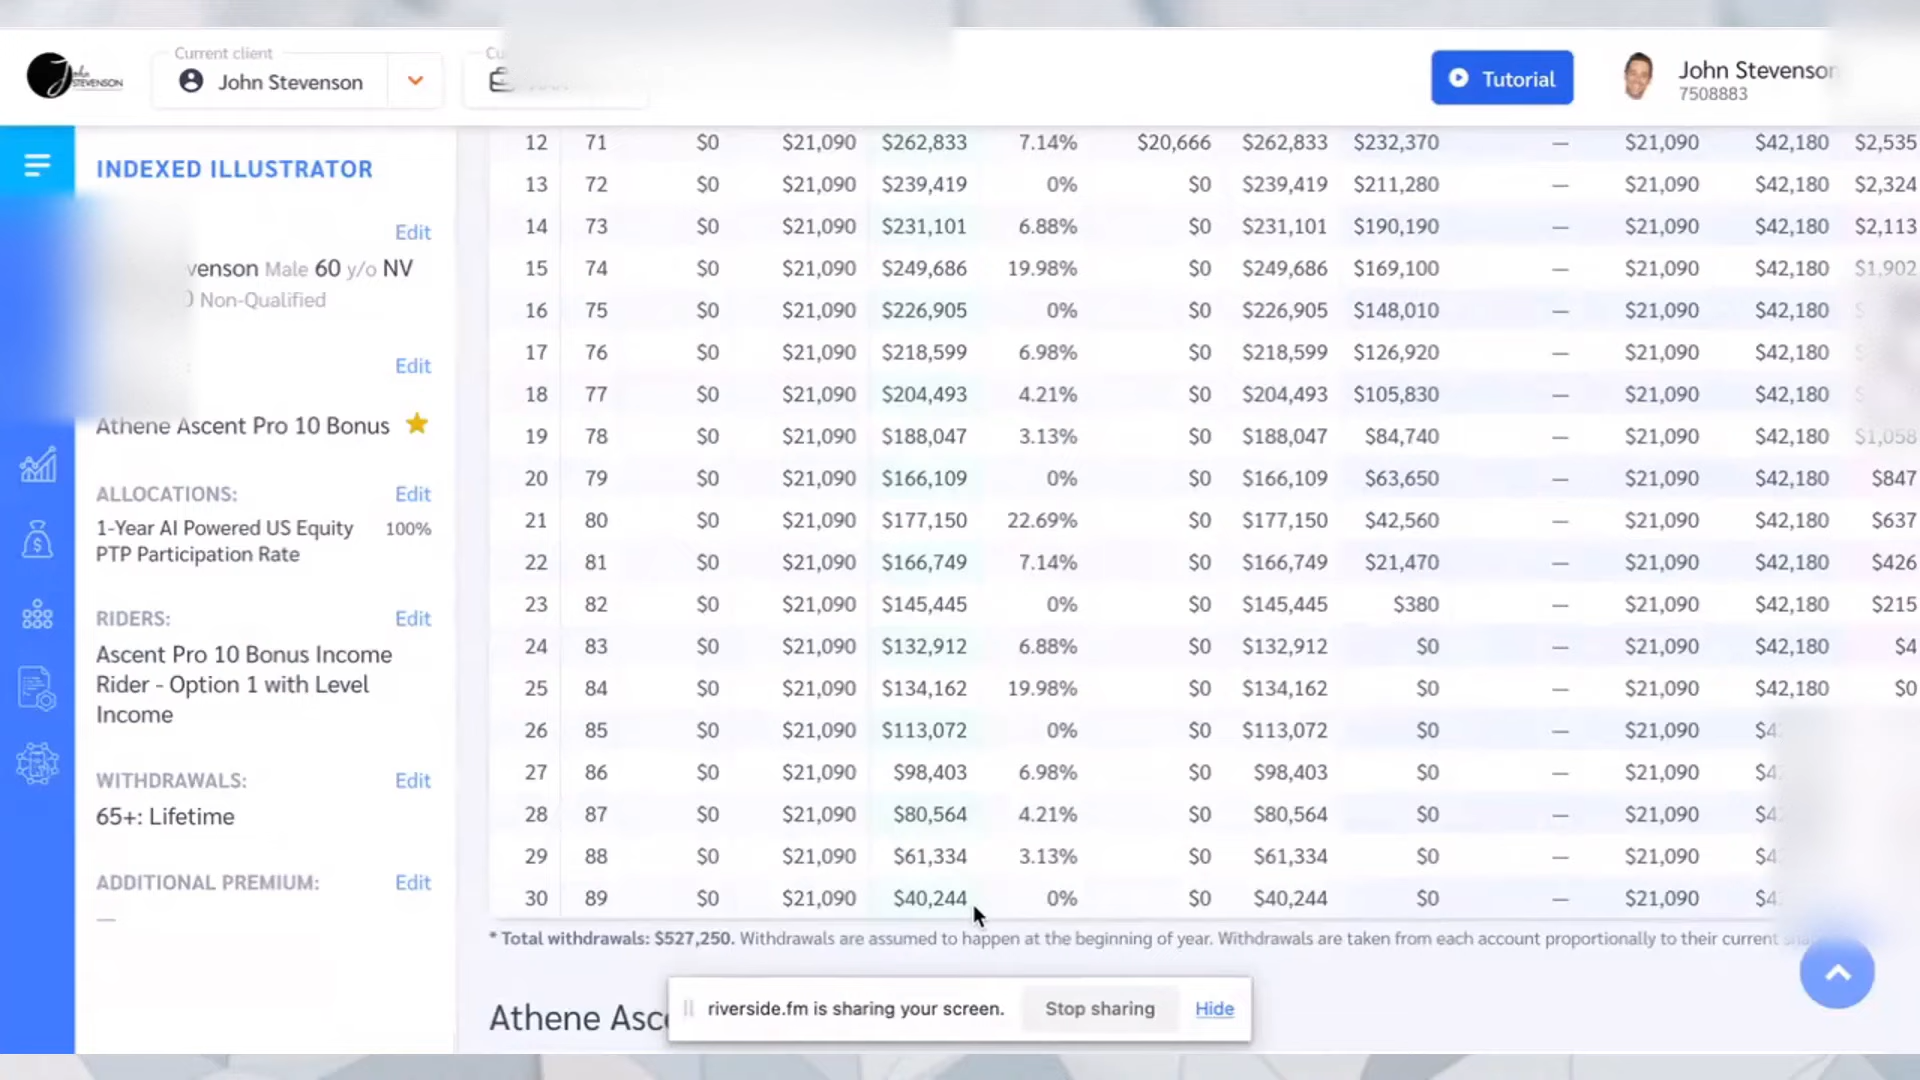 John
STEVENSON
Current client
John Stevenson
Cu
Tutorial
John Stevenson
7508883
INDEXED ILLUSTRATOR
Edit
venson Male 60 y/o NV
0 Non-Qualified
Edit
Athene Ascent Pro 10 Bonus
ALLOCATIONS: Edit
1-Year AI Powered US Equity 100%
PTP Participation Rate
RIDERS: Edit
Ascent Pro 10 Bonus Income
Rider - Option 1 with Level
Income
WITHDRAWALS: Edit
65+: Lifetime
ADDITIONAL PREMIUM: Edit
—
12 71 $0 $21,090 $262,833 7.14% $20,666 $262,833 $232,370 — $21,090 $42,180 $2,535
13 72 $0 $21,090 $239,419 0% $0 $239,419 $211,280 — $21,090 $42,180 $2,324
14 73 $0 $21,090 $231,101 6.88% $0 $231,101 $190,190 — $21,090 $42,180 $2,113
15 74 $0 $21,090 $249,686 19.98% $0 $249,686 $169,100 — $21,090 $42,180 $1,902
16 75 $0 $21,090 $226,905 0% $0 $226,905 $148,010 — $21,090 $42,180
17 76 $0 $21,090 $218,599 6.98% $0 $218,599 $126,920 — $21,090 $42,180
18 77 $0 $21,090 $204,493 4.21% $0 $204,493 $105,830 — $21,090 $42,180
19 78 $0 $21,090 $188,047 3.13% $0 $188,047 $84,740 — $21,090 $42,180 $1,058
20 79 $0 $21,090 $166,109 0% $0 $166,109 $63,650 — $21,090 $42,180 $847
21 80 $0 $21,090 $177,150 22.69% $0 $177,150 $42,560 — $21,090 $42,180 $637
22 81 $0 $21,090 $166,749 7.14% $0 $166,749 $21,470 — $21,090 $42,180 $426
23 82 $0 $21,090 $145,445 0% $0 $145,445 $380 — $21,090 $42,180 $215
24 83 $0 $21,090 $132,912 6.88% $0 $132,912 $0 — $21,090 $42,180 $4
25 84 $0 $21,090 $134,162 19.98% $0 $134,162 $0 — $21,090 $42,180 $0
26 85 $0 $21,090 $113,072 0% $0 $113,072 $0 — $21,090 $4
27 86 $0 $21,090 $98,403 6.98% $0 $98,403 $0 — $21,090 $4
28 87 $0 $21,090 $80,564 4.21% $0 $80,564 $0 — $21,090 $4
29 88 $0 $21,090 $61,334 3.13% $0 $61,334 $0 — $21,090 $4
30 89 $0 $21,090 $40,244 0% $0 $40,244 $0 — $21,090 $4
* Total withdrawals: $527,250. Withdrawals are assumed to happen at the beginning of year. Withdrawals are taken from each account proportionally to their current
Athene Asc
riverside.fm is sharing your screen. Stop sharing Hide